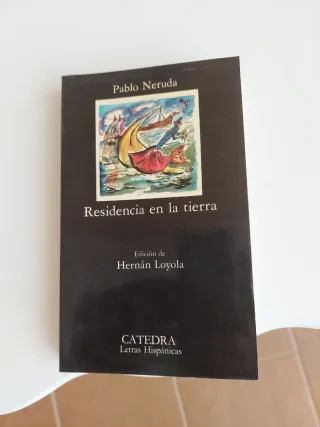 Pablo Neruda
Residencia en la tierra
Edición de
Hernán Loyola
CATEDRA
Letras Hispánicas